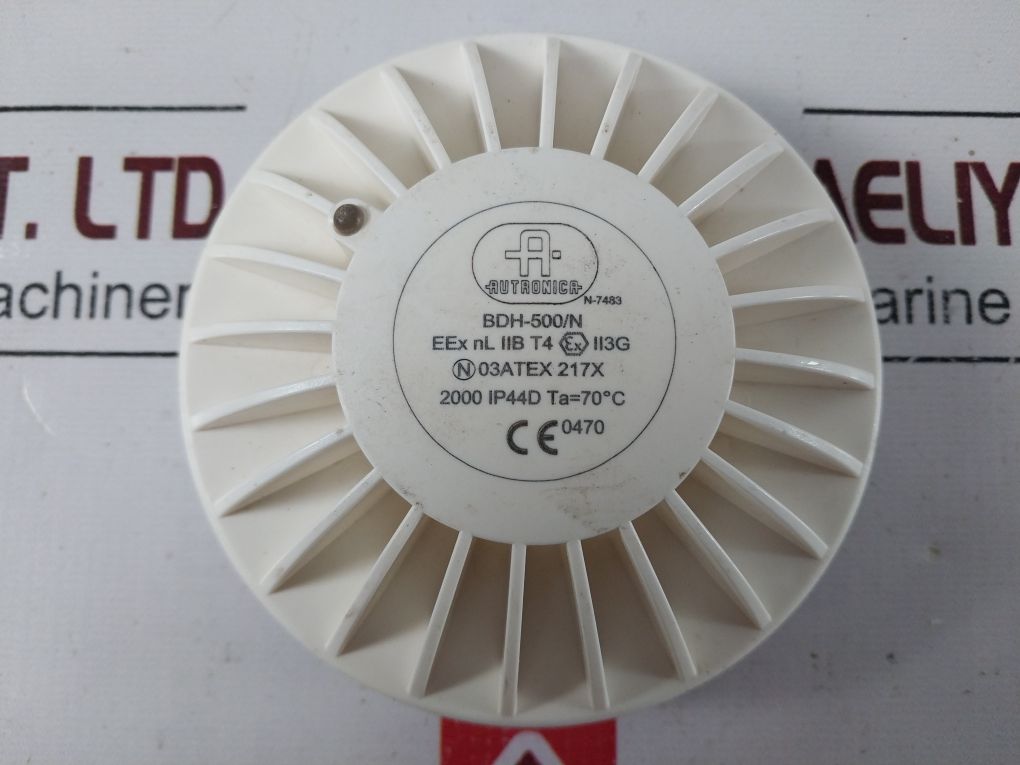 T. LTD
AELIY
achiner
arine
AUTRONICA
N-7483
BDH-500/N
EEx nL IIB T4 Ex II3G
N 03ATEX 217X
2000 IP44D Ta=70°C
CE 0470